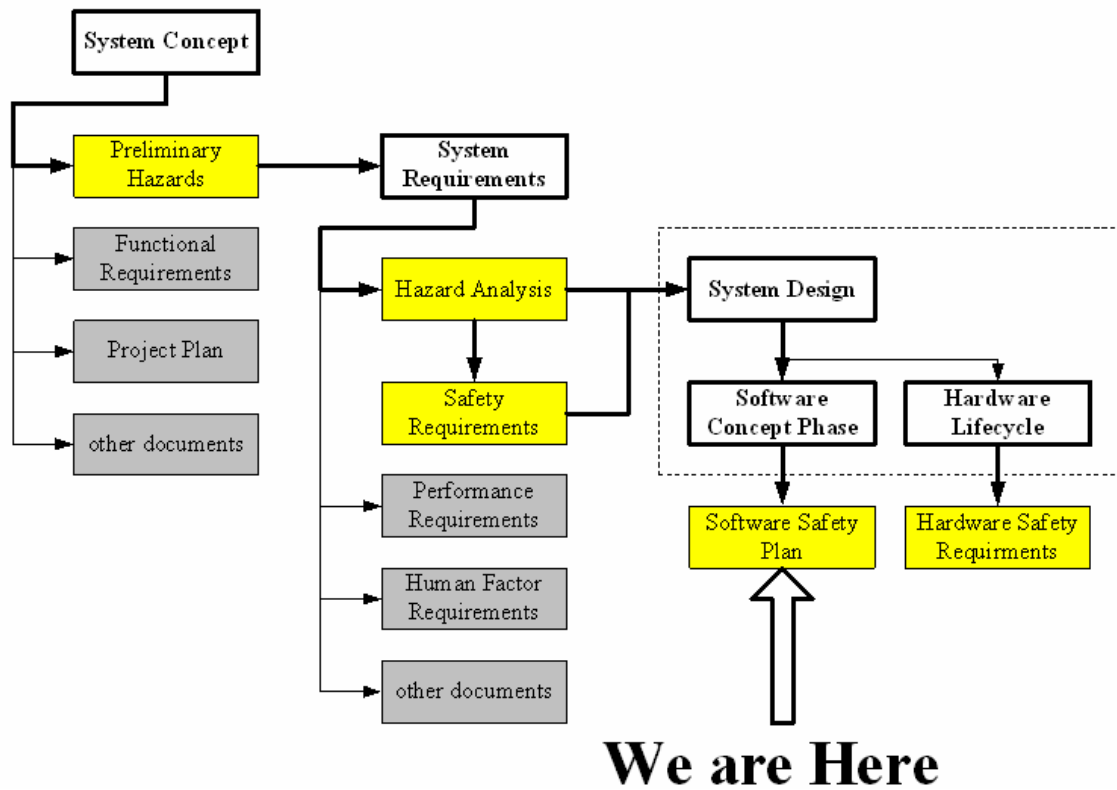 System Concept
Preliminary
Hazards
System
Requirements
Functional
Requirements
Hazard Analysis
System Design
Project Plan
Safety
Requirements
Software
Concept Phase
Hardware
Lifecycle
other documents
Performance
Requirements
Software Safety
Plan
Hardware Safety
Requirments
Human Factor
Requirements
other documents
We are Here